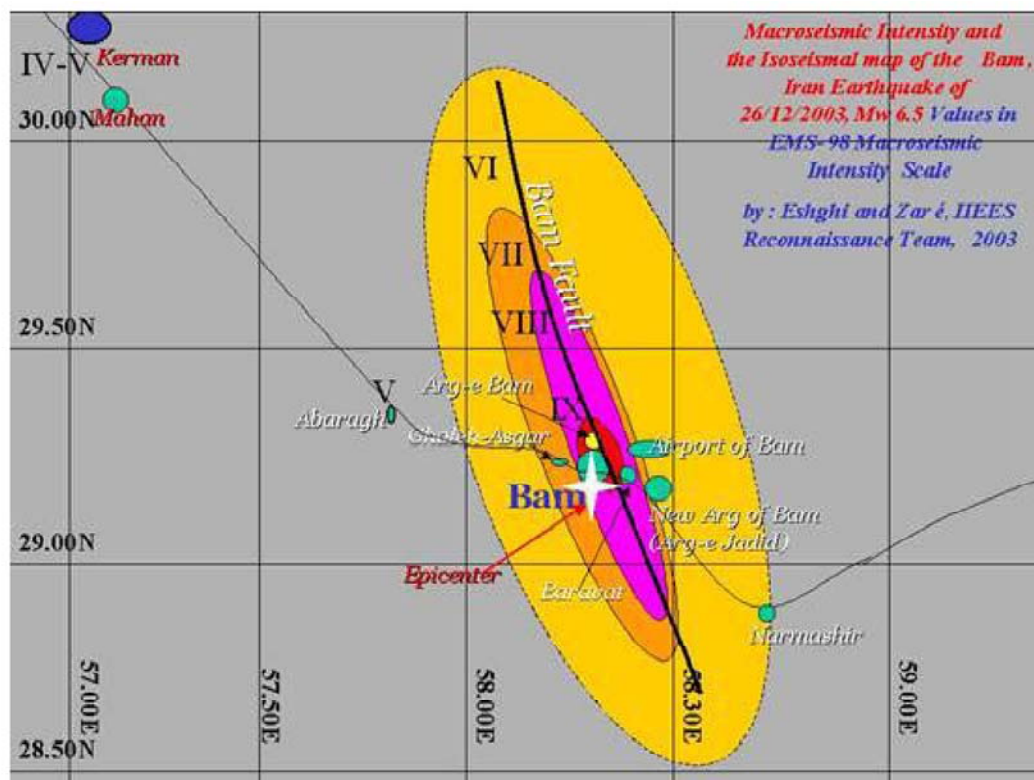 Macroseismic Intensity and
the Isoseismal map of the Bam,
Iran Earthquake of
26/12/2003, Mw 6.5 Values in
EMS-98 Macroseismic
Intensity Scale
by : Eshghi and Zar é, IIEES
Reconnaissance Team, 2003
Kerman
IV-V
Mahan
30.00N
VI
Bam Fault
VII
VIII
29.50N
V
Abaragh
Arg-e Bam
IX
Gholeh-Asgar
Airport of Bam
Bam
New Arg of Bam
(Arg-e Jadid)
29.00N
Epicenter
Baravat
Narmashir
57.00E
57.50E
58.00E
58.30E
59.00E
28.50N